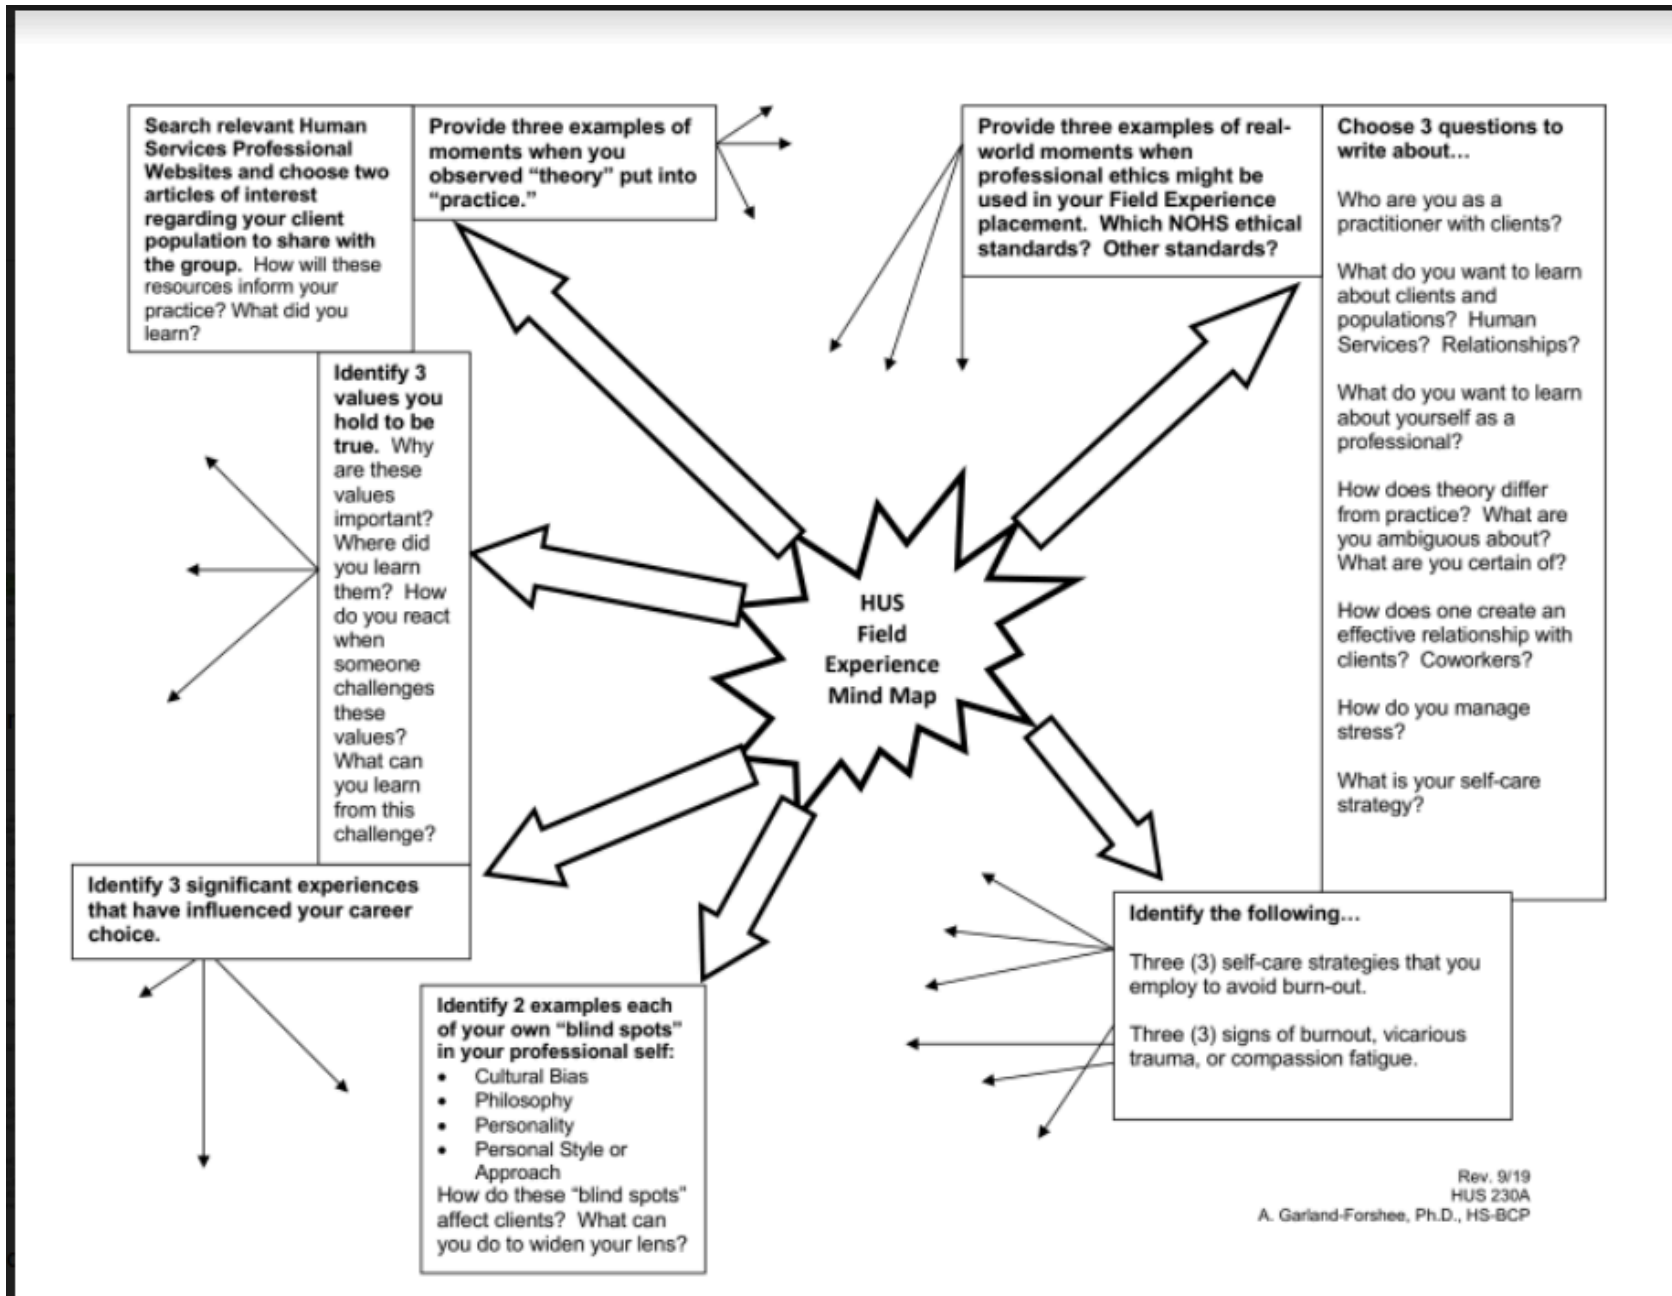 Search relevant Human
Services Professional
Websites and choose two
articles of interest
regarding your client
population to share with
the group. How will these
resources inform your
practice? What did you
learn?
Provide three examples of
moments when you
observed “theory” put into
“practice.”
Provide three examples of real-
world moments when
professional ethics might be
used in your Field Experience
placement. Which NOHS ethical
standards? Other standards?
Choose 3 questions to
write about…
Who are you as a
practitioner with clients?
What do you want to learn
about clients and
populations? Human
Services? Relationships?
What do you want to learn
about yourself as a
professional?
How does theory differ
from practice? What are
you ambiguous about?
What are you certain of?
How does one create an
effective relationship with
clients? Coworkers?
How do you manage
stress?
What is your self-care
strategy?
Identify 3
values you
hold to be
true. Why
are these
values
important?
Where did
you learn
them? How
do you react
when
someone
challenges
these
values?
What can
you learn
from this
challenge?
HUS
Field
Experience
Mind Map
Identify 3 significant experiences
that have influenced your career
choice.
Identify 2 examples each
of your own “blind spots”
in your professional self:
• Cultural Bias
• Philosophy
• Personality
• Personal Style or
Approach
How do these “blind spots”
affect clients? What can
you do to widen your lens?
Identify the following…
Three (3) self-care strategies that you
employ to avoid burn-out.
Three (3) signs of burnout, vicarious
trauma, or compassion fatigue.
Rev. 9/19
HUS 230A
A. Garland-Forshee, Ph.D., HS-BCP